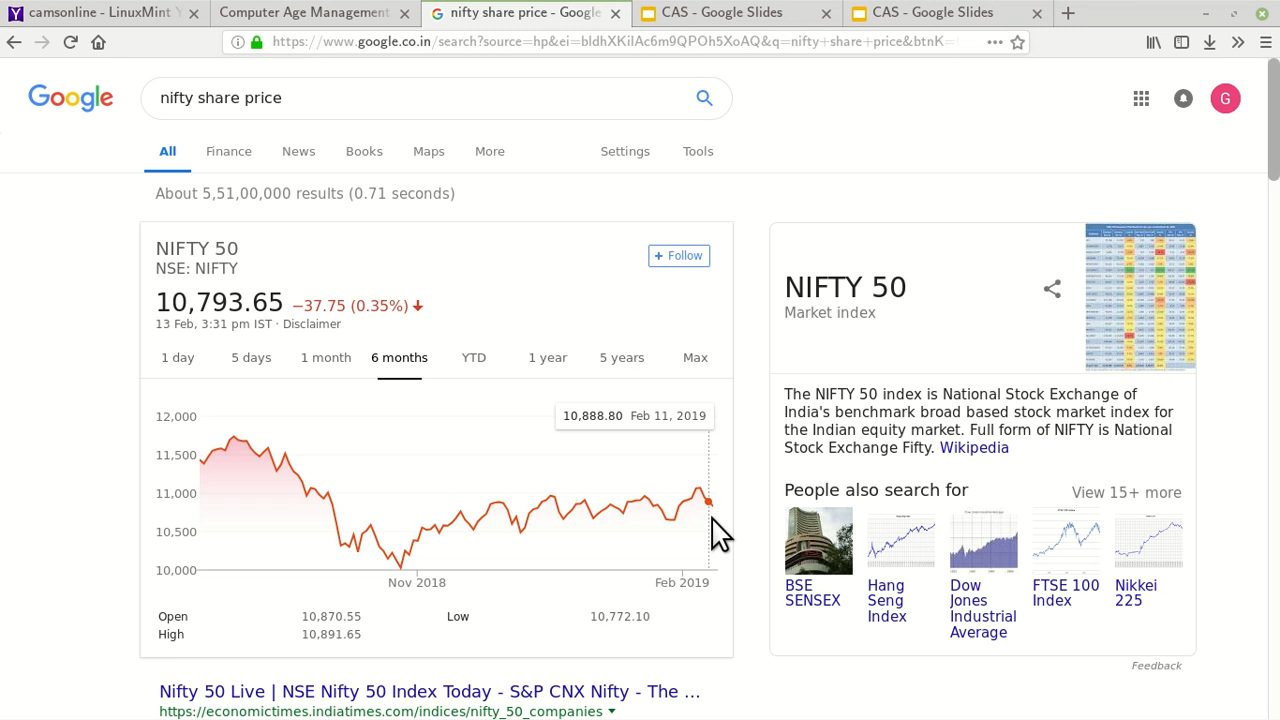 camsonline - LinuxMint Y
Computer Age Management
nifty share price - Google
CAS - Google Slides
CAS - Google Slides
https://www.google.co.in/search?source=hp&ei=bldhXKiIAc6m9QPOh5XoAQ&q=nifty+share+price&btnK=
Google
nifty share price
G
All Finance News Books Maps More Settings Tools
About 5,51,00,000 results (0.71 seconds)
NIFTY 50
NSE: NIFTY
+ Follow
10,793.65 −37.75 (0.35%)
13 Feb, 3:31 pm IST · Disclaimer
1 day 5 days 1 month 6 months YTD 1 year 5 years Max
10,888.80 Feb 11, 2019
12,000
11,500
11,000
10,500
10,000
Nov 2018 Feb 2019
Open 10,870.55 Low 10,772.10
High 10,891.65
Nifty 50 Live | NSE Nifty 50 Index Today - S&P CNX Nifty - The ...
https://economictimes.indiatimes.com/indices/nifty_50_companies
NIFTY 50
Market index
The NIFTY 50 index is National Stock Exchange of
India's benchmark broad based stock market index for
the Indian equity market. Full form of NIFTY is National
Stock Exchange Fifty. Wikipedia
People also search for View 15+ more
BSE
SENSEX
Hang
Seng
Index
Dow
Jones
Industrial
Average
FTSE 100
Index
Nikkei
225
Feedback